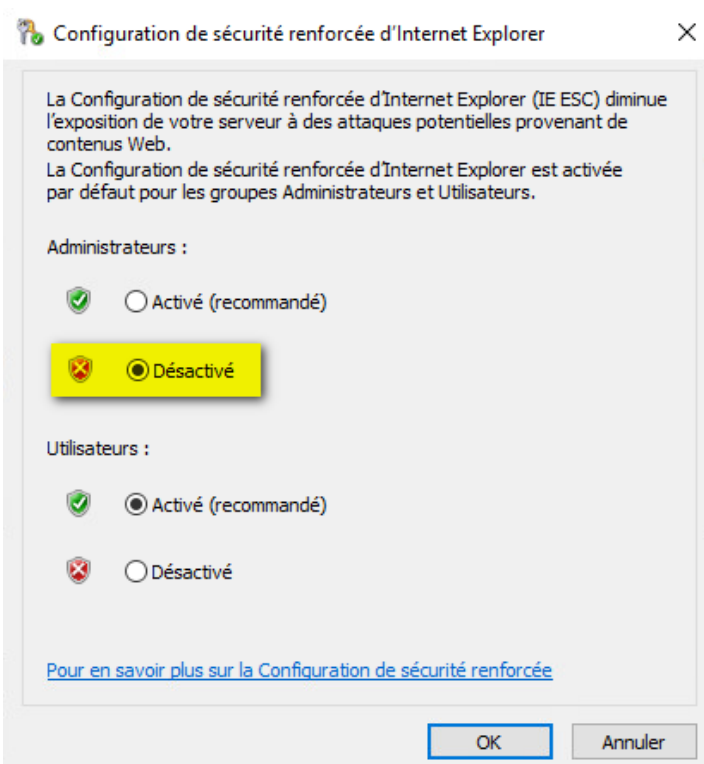 Configuration de sécurité renforcée d'Internet Explorer
La Configuration de sécurité renforcée d'Internet Explorer (IE ESC) diminue
l'exposition de votre serveur à des attaques potentielles provenant de
contenus Web.
La Configuration de sécurité renforcée d'Internet Explorer est activée
par défaut pour les groupes Administrateurs et Utilisateurs.
Administrateurs :
Activé (recommandé)
Désactivé
Utilisateurs :
Activé (recommandé)
Désactivé
Pour en savoir plus sur la Configuration de sécurité renforcée
OK Annuler